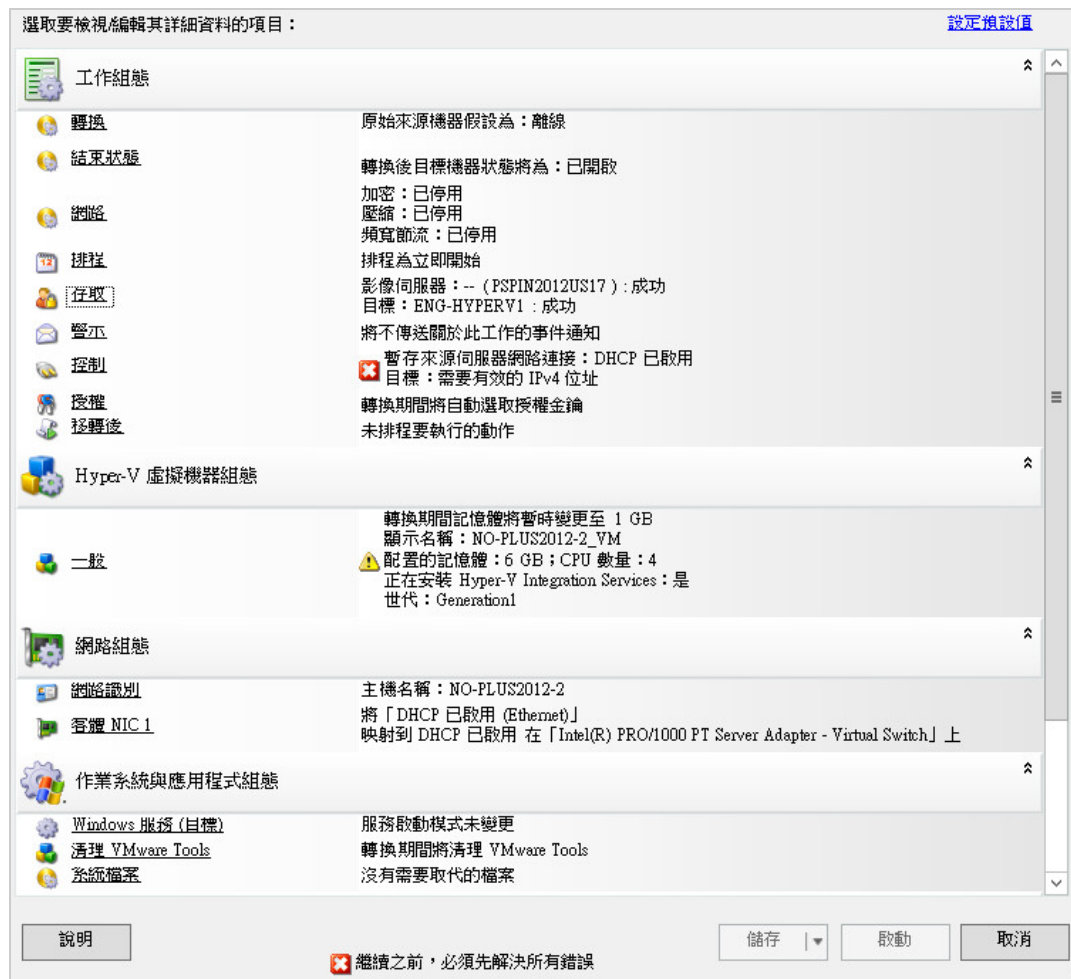 選取要檢視/編輯其詳細資料的項目：
設定預設值
工作組態
轉換
原始來源機器假設為：離線
結束狀態
轉換後目標機器狀態將為：已開啟
網路
加密：已停用
壓縮：已停用
頻寬節流：已停用
排程
排程為立即開始
存取
影像伺服器：-- ( PSPIN2012US17 ) : 成功
目標：ENG-HYPERV1 : 成功
警示
將不傳送關於此工作的事件通知
控制
暫存來源伺服器網路連接：DHCP 已啟用
目標：需要有效的 IPv4 位址
授權
轉換期間將自動選取授權金鑰
移轉後
未排程要執行的動作
Hyper-V 虛擬機器組態
一般
轉換期間記憶體將暫時變更至 1 GB
顯示名稱：NO-PLUS2012-2_VM
配置的記憶體：6 GB；CPU 數量：4
正在安裝 Hyper-V Integration Services：是
世代：Generation1
網路組態
網路識別
主機名稱：NO-PLUS2012-2
客體 NIC 1
將「DHCP 已啟用 (Ethernet)」
映射到 DHCP 已啟用 在「Intel(R) PRO/1000 PT Server Adapter - Virtual Switch」上
作業系統與應用程式組態
Windows 服務 (目標)
服務啟動模式未變更
清理 VMware Tools
轉換期間將清理 VMware Tools
系統檔案
沒有需要取代的檔案
說明
儲存
啟動
取消
繼續之前，必須先解決所有錯誤